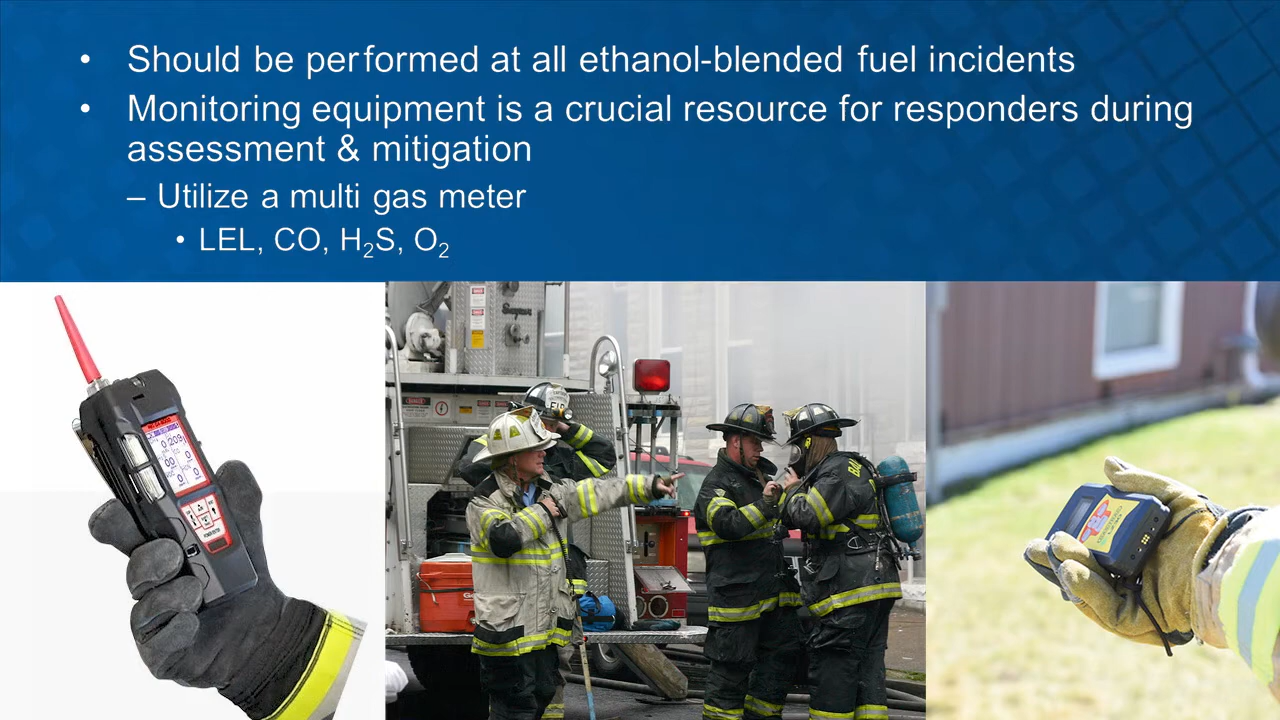 • Should be performed at all ethanol-blended fuel incidents
• Monitoring equipment is a crucial resource for responders during
assessment & mitigation
– Utilize a multi gas meter
• LEL, CO, H₂S, O₂